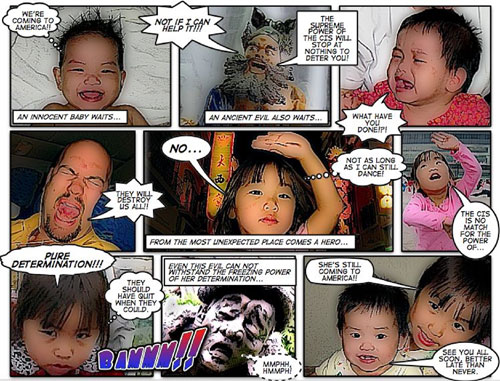 WE'RE
COMING TO
AMERICA!!
AN INNOCENT BABY WAITS...
NOT IF I CAN
HELP IT!!!
THE
SUPREME
POWER OF
THE CIS WILL
STOP AT
NOTHING TO
DETER YOU!
AN ANCIENT EVIL ALSO WAITS...
WHAT HAVE
YOU
DONE!?!
THEY WILL
DESTROY
US ALL!!
NO...
大
西
NOT AS LONG
AS I CAN STILL
DANCE!
FROM THE MOST UNEXPECTED PLACE COMES A HERO...
THE CIS
IS NO
MATCH FOR
THE POWER
OF...
PURE
DETERMINATION!!!
THEY
SHOULD
HAVE QUIT
WHEN THEY
COULD.
BAMMM!!
EVEN THIS EVIL CAN NOT
WITHSTAND THE FREEZING POWER
OF HER DETERMINATION...
MMPHH,
HMMPH!
SHE'S STILL
COMING TO
AMERICA!!
SEE YOU ALL
SOON, BETTER
LATE THAN
NEVER.